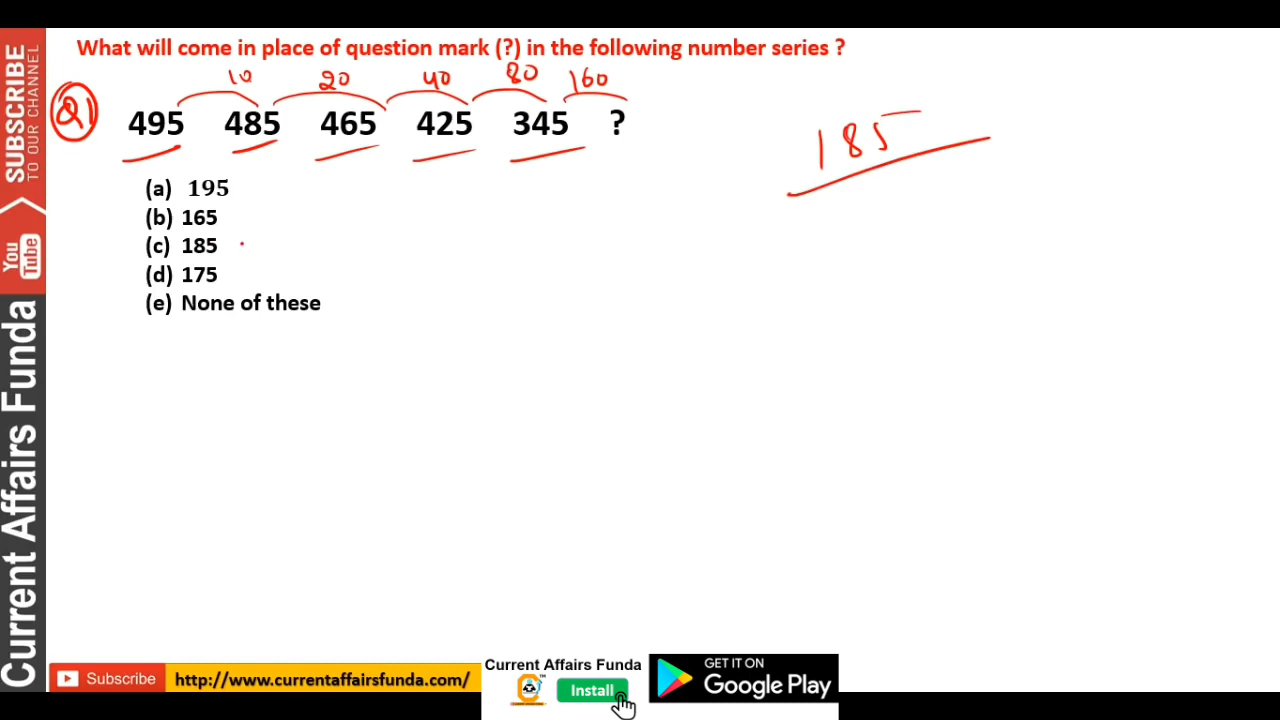 What will come in place of question mark (?) in the following number series ?
10 20 40 80 160
Q1
495 485 465 425 345 ?
185
(a) 195
(b) 165
(c) 185
(d) 175
(e) None of these
SUBSCRIBE
TO OUR CHANNEL
You
Tube
Current Affairs Funda
Subscribe
http://www.currentaffairsfunda.com/
Current Affairs Funda
Install
GET IT ON
Google Play